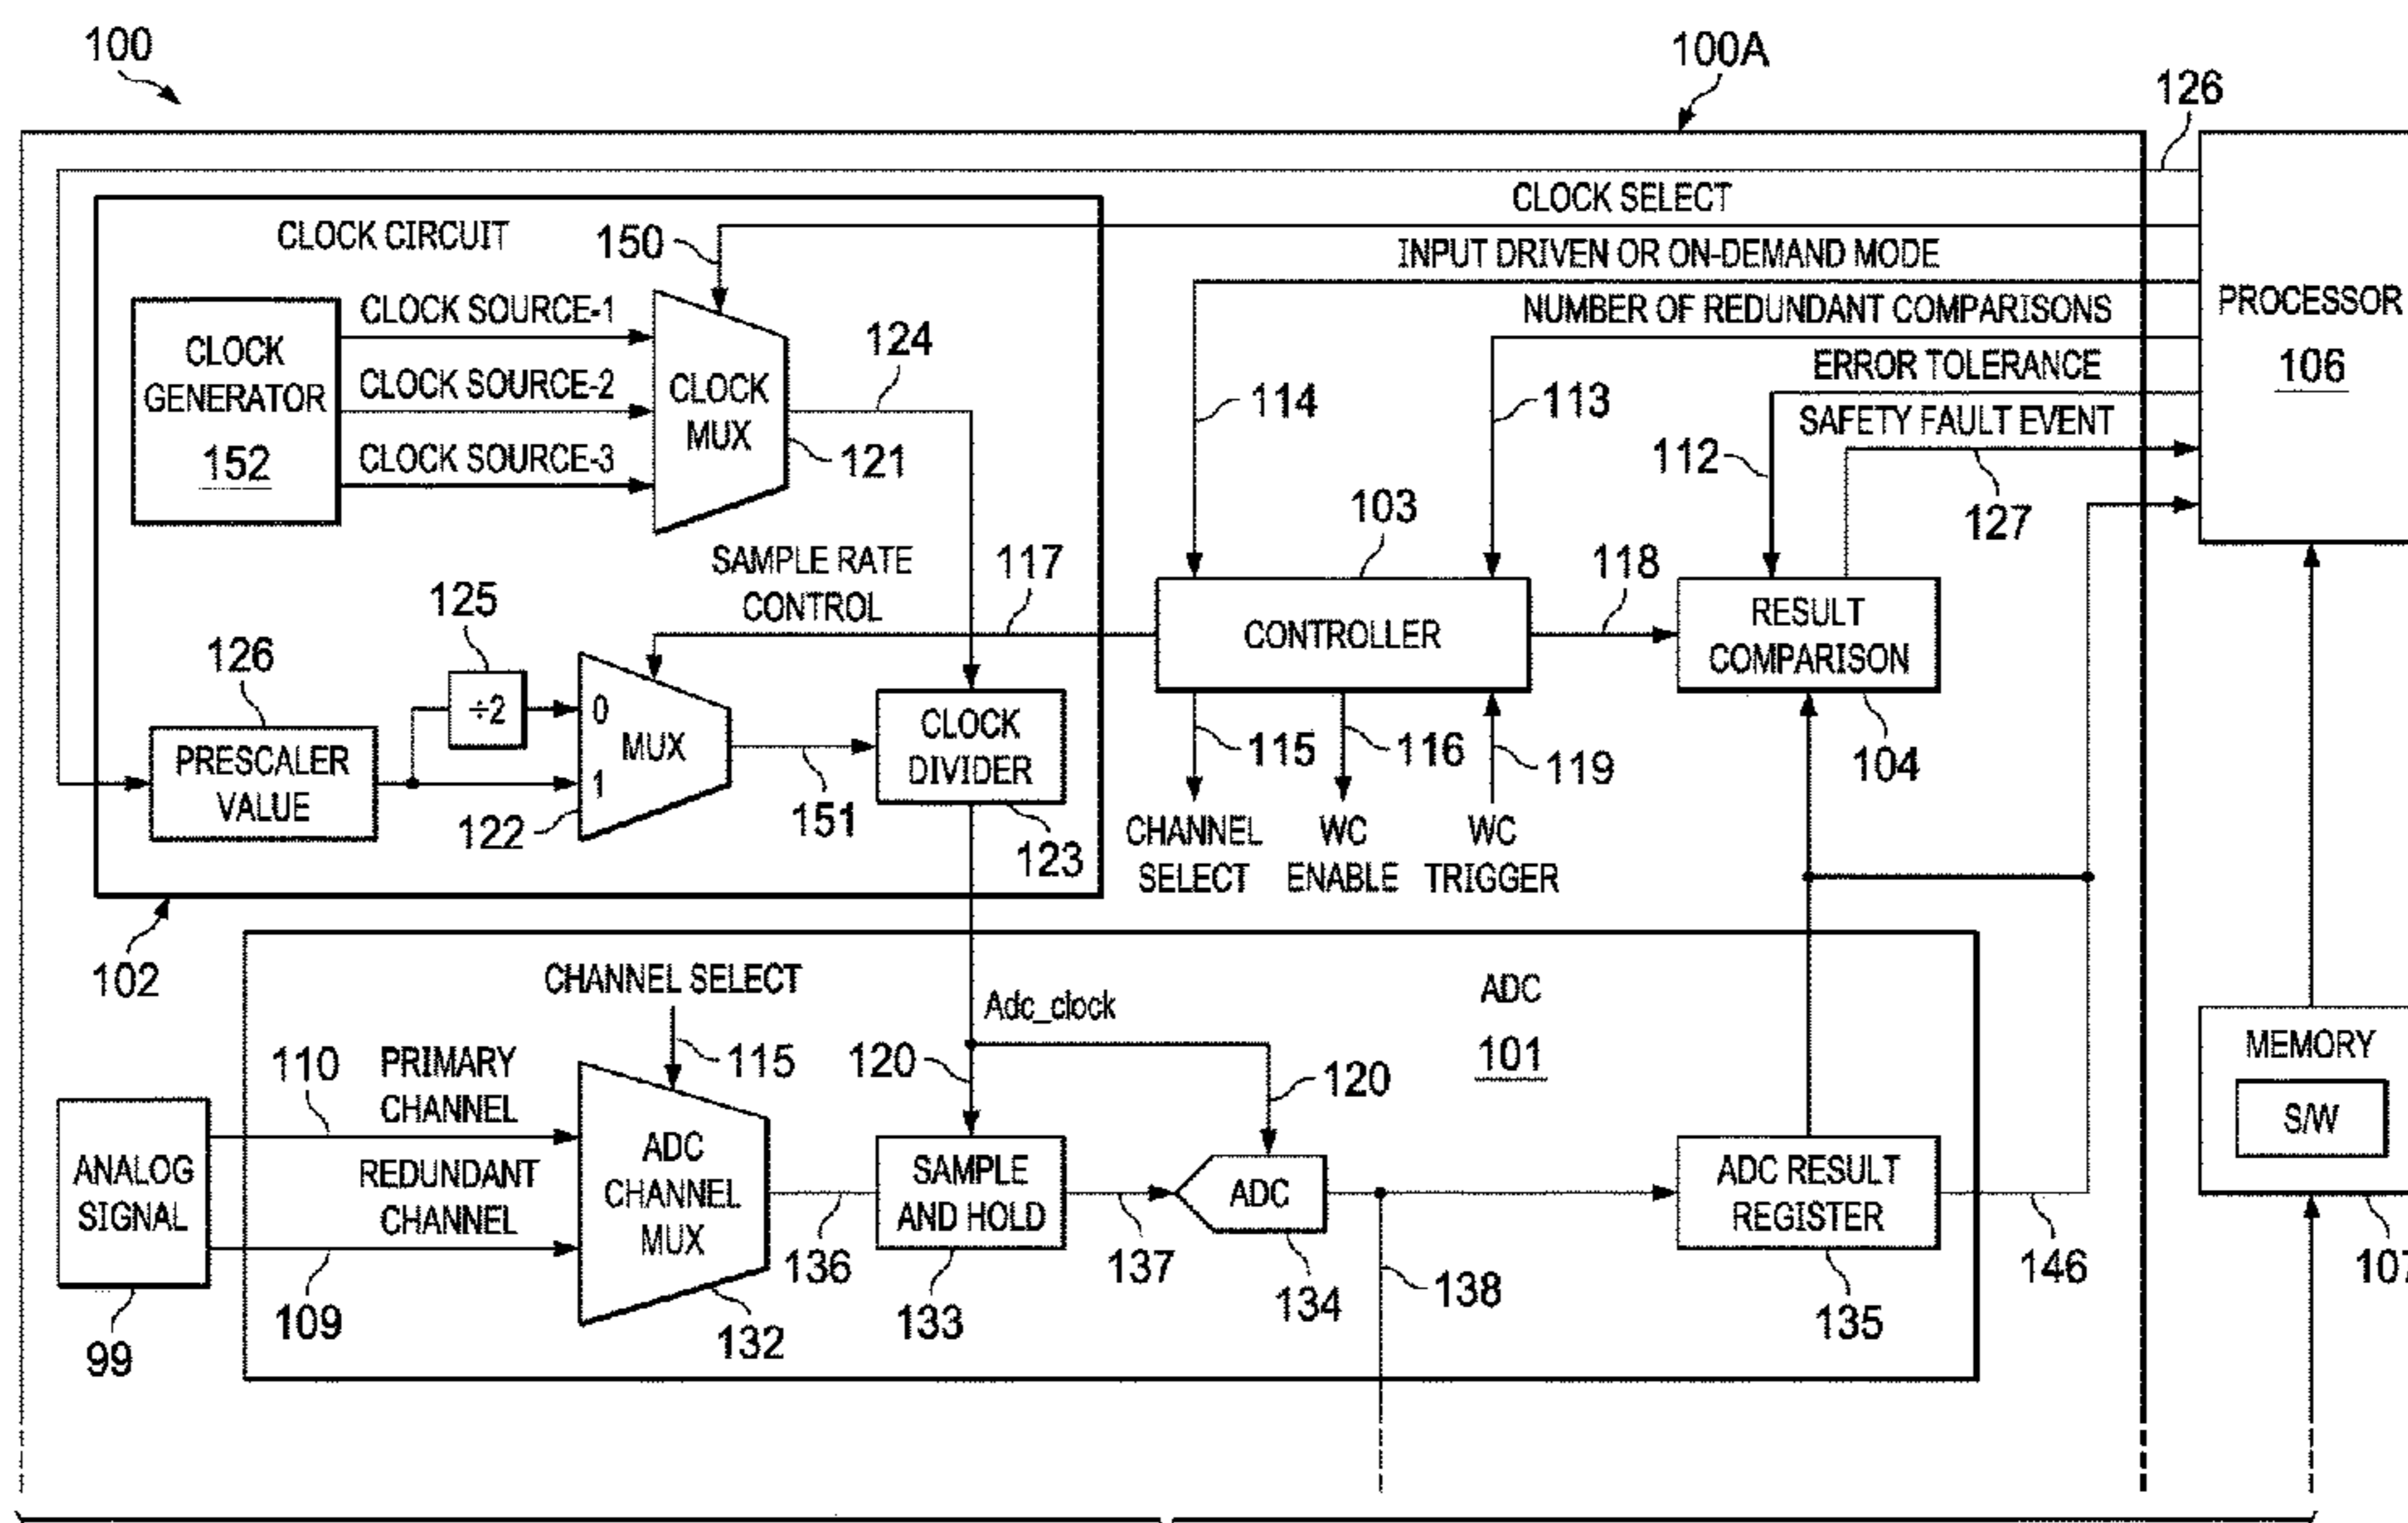 100
100A
126
CLOCK SELECT
CLOCK CIRCUIT
150
INPUT DRIVEN OR ON-DEMAND MODE
NUMBER OF REDUNDANT COMPARISONS
ERROR TOLERANCE
SAFETY FAULT EVENT
PROCESSOR
106
CLOCK
GENERATOR
152
CLOCK SOURCE-1
CLOCK SOURCE-2
CLOCK SOURCE-3
CLOCK
MUX
124
121
114
113
112
127
103
SAMPLE RATE
CONTROL
117
118
125
÷2
126
PRESCALER
VALUE
0
MUX
1
122
151
CLOCK
DIVIDER
123
CONTROLLER
RESULT
COMPARISON
104
115
116
119
CHANNEL
SELECT
WC
ENABLE
WC
TRIGGER
102
CHANNEL SELECT
115
Adc_clock
120
120
ADC
101
MEMORY
S/W
107
110
PRIMARY
CHANNEL
REDUNDANT
CHANNEL
109
ANALOG
SIGNAL
99
ADC
CHANNEL
MUX
132
136
SAMPLE
AND HOLD
133
137
ADC
134
138
ADC RESULT
REGISTER
135
146